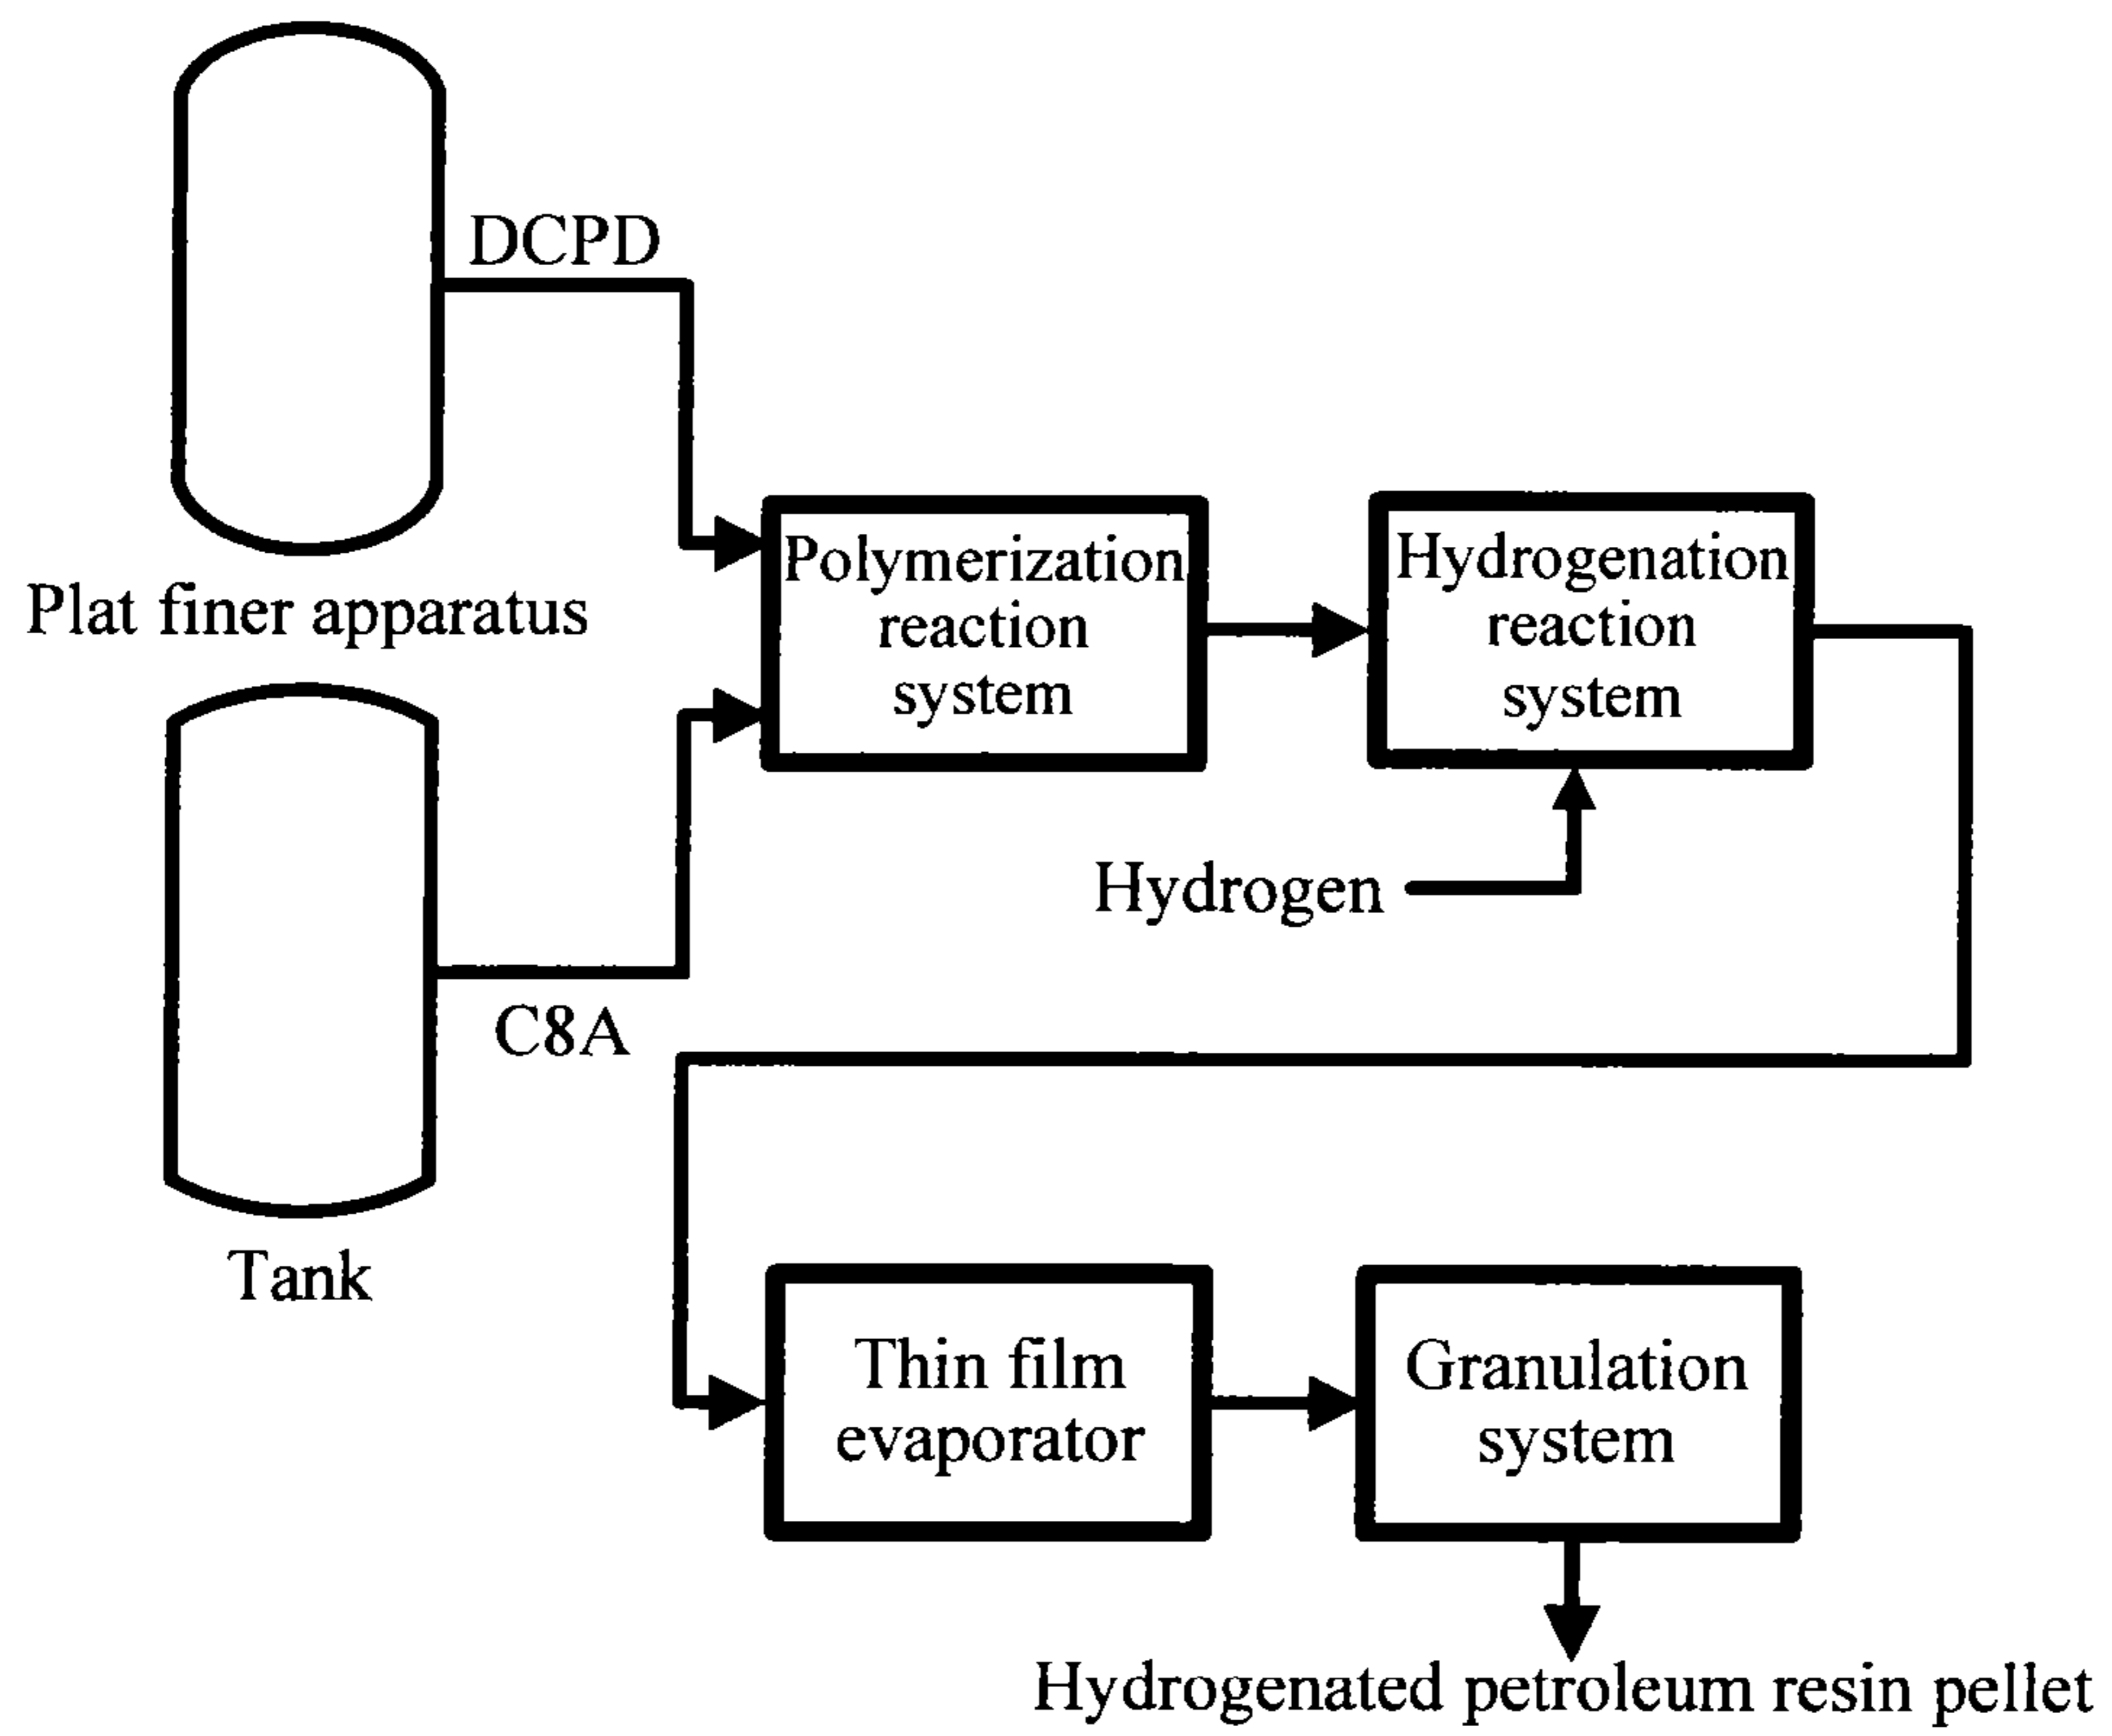 DCPD
Plat finer apparatus
Polymerization
reaction
system
Hydrogenation
reaction
system
Hydrogen
C8A
Tank
Thin film
evaporator
Granulation
system
Hydrogenated petroleum resin pellet